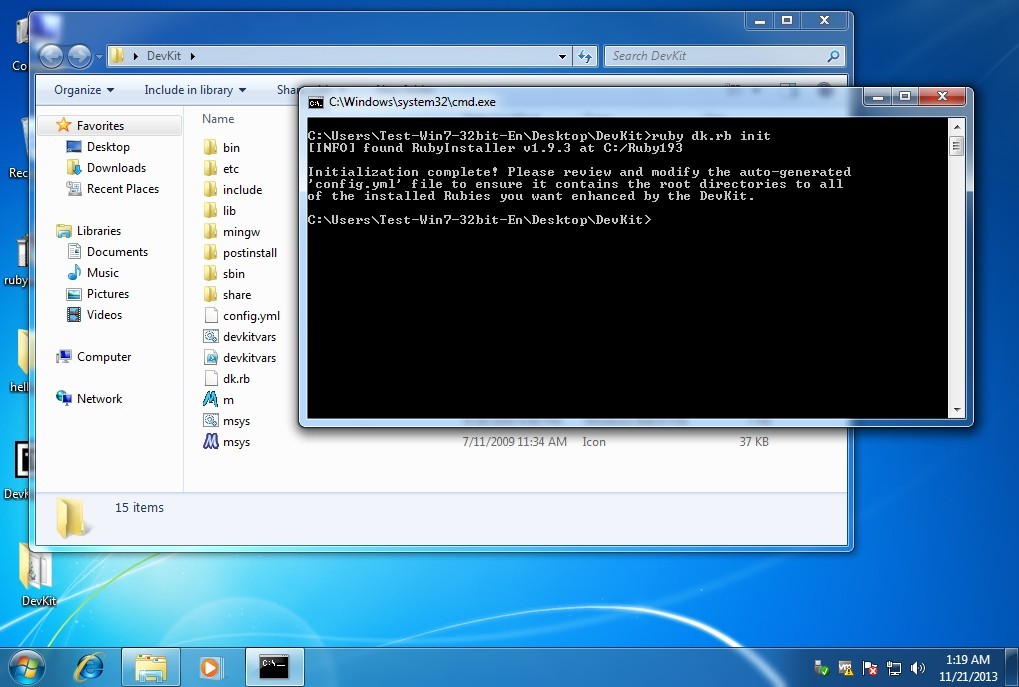 DevKit
Search DevKit
Organize
Include in library
Sha
Favorites
Desktop
Downloads
Recent Places
Libraries
Documents
Music
Pictures
Videos
Computer
Network
Name
bin
etc
include
lib
mingw
postinstall
sbin
share
config.yml
devkitvars
devkitvars
dk.rb
m
msys
msys
7/11/2009 11:34 AM Icon 37 KB
15 items
C:\Windows\system32\cmd.exe
C:\Users\Test-Win7-32bit-En\Desktop\DevKit>ruby dk.rb init
[INFO] found RubyInstaller v1.9.3 at C:/Ruby193
Initialization complete! Please review and modify the auto-generated
'config.yml' file to ensure it contains the root directories to all
of the installed Rubies you want enhanced by the DevKit.
C:\Users\Test-Win7-32bit-En\Desktop\DevKit>
Co
Rec
ruby
hell
DevK
DevKit
C:\_
1:19 AM
11/21/2013